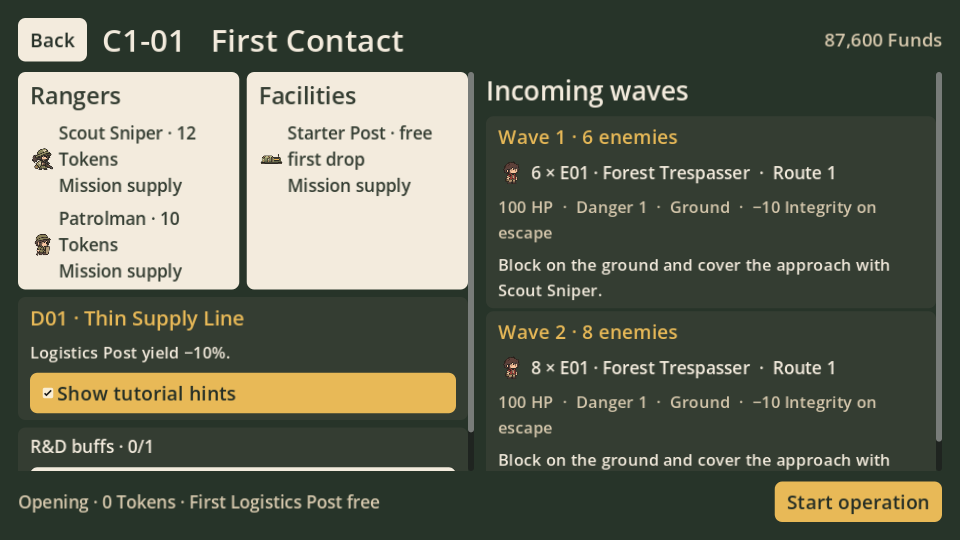 Back
C1-01 First Contact
87,600 Funds
Rangers
Scout Sniper · 12
Tokens
Mission supply
Patrolman · 10
Tokens
Mission supply
Facilities
Starter Post · free
first drop
Mission supply
D01 · Thin Supply Line
Logistics Post yield −10%.
Show tutorial hints
R&D buffs · 0/1
Incoming waves
Wave 1 · 6 enemies
6 × E01 · Forest Trespasser · Route 1
100 HP · Danger 1 · Ground · −10 Integrity on
escape
Block on the ground and cover the approach with
Scout Sniper.
Wave 2 · 8 enemies
8 × E01 · Forest Trespasser · Route 1
100 HP · Danger 1 · Ground · −10 Integrity on
escape
Block on the ground and cover the approach with
Opening · 0 Tokens · First Logistics Post free
Start operation